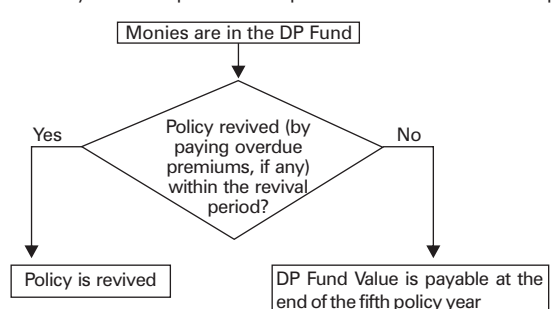 Monies are in the DP Fund
Yes
No
Policy revived (by
paying overdue
premiums, if any)
within the revival
period?
Policy is revived
DP Fund Value is payable at the
end of the fifth policy year